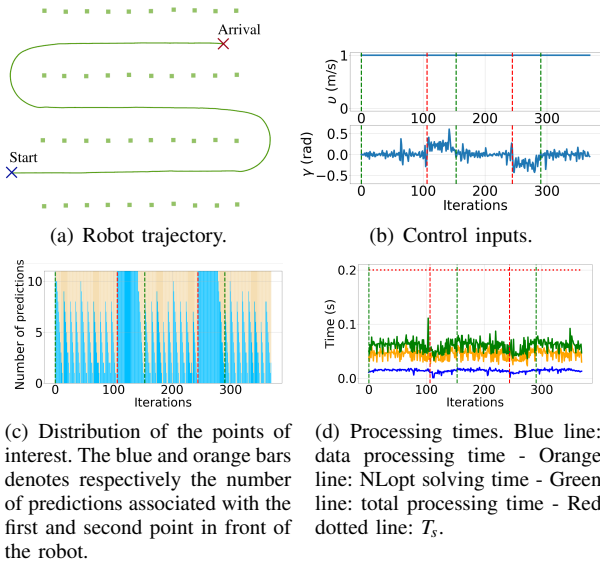 Arrival
Start
(a) Robot trajectory.
υ (m/s)
1
0
0
100
200
300
γ (rad)
0.5
0.0
−0.5
0
100
200
300
Iterations
(b) Control inputs.
Number of predictions
10
5
0
0
100
200
300
Iterations
(c) Distribution of the points of
interest. The blue and orange bars
denotes respectively the number
of predictions associated with the
first and second point in front of
the robot.
Time (s)
0.2
0.1
0.0
0
100
200
300
Iterations
(d) Processing times. Blue line:
data processing time - Orange
line: NLopt solving time - Green
line: total processing time - Red
dotted line: Tₛ.